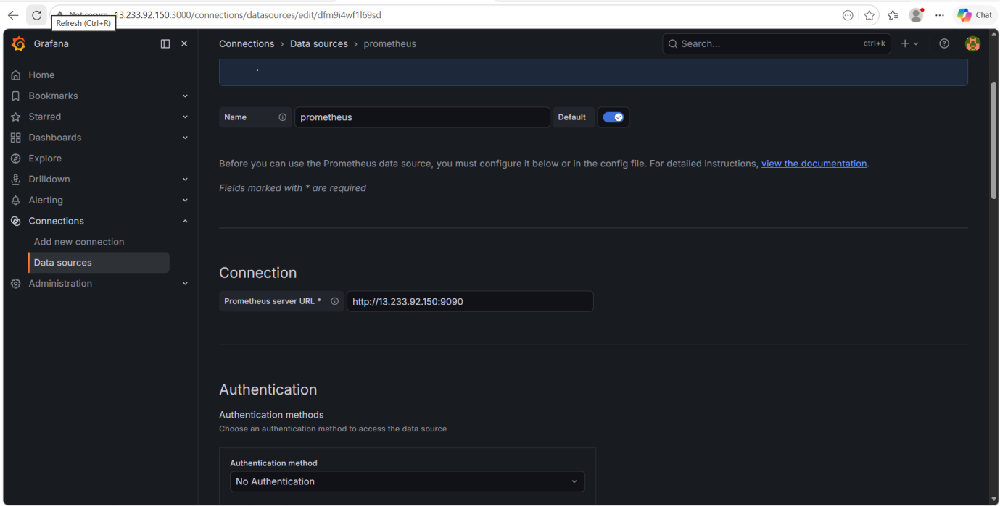 Not secure 13.233.92.150:3000/connections/datasources/edit/dfm9i4wf1l69sd
Chat
Refresh (Ctrl+R)
Grafana
Connections › Data sources › prometheus
Search... ctrl+k
Home
Bookmarks
Starred
Dashboards
Explore
Drilldown
Alerting
Connections
Add new connection
Data sources
Administration
.
Name prometheus Default
Before you can use the Prometheus data source, you must configure it below or in the config file. For detailed instructions, view the documentation.
Fields marked with * are required
Connection
Prometheus server URL * http://13.233.92.150:9090
Authentication
Authentication methods
Choose an authentication method to access the data source
Authentication method
No Authentication